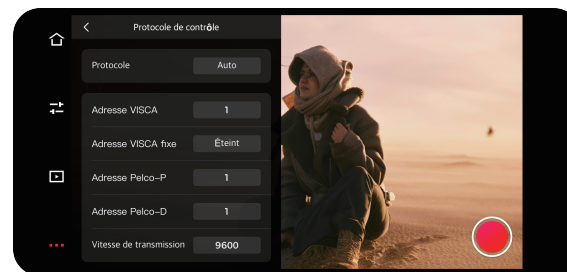 Protocole de contrôle
Protocole Auto
Adresse VISCA 1
Adresse VISCA fixe Éteint
Adresse Pelco-P 1
Adresse Pelco-D 1
Vitesse de transmission 9600